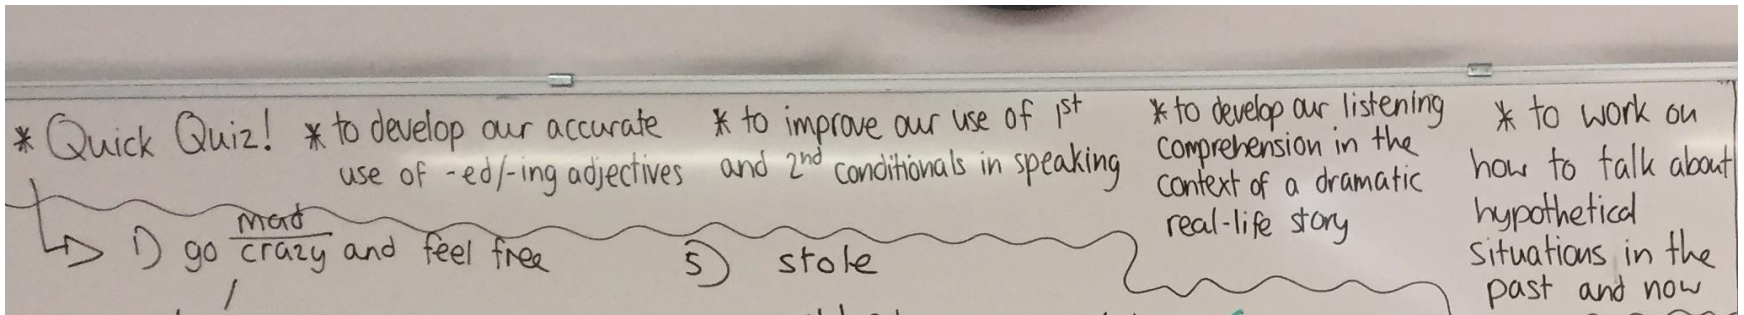 * Quick Quiz!
* to develop our accurate
use of -ed/-ing adjectives
* to improve our use of 1st
and 2nd conditionals in speaking
* to develop our listening
comprehension in the
context of a dramatic
real-life story
* to work on
how to talk about
hypothetical
situations in the
past and now
1) go mad/crazy and feel free
5) stole